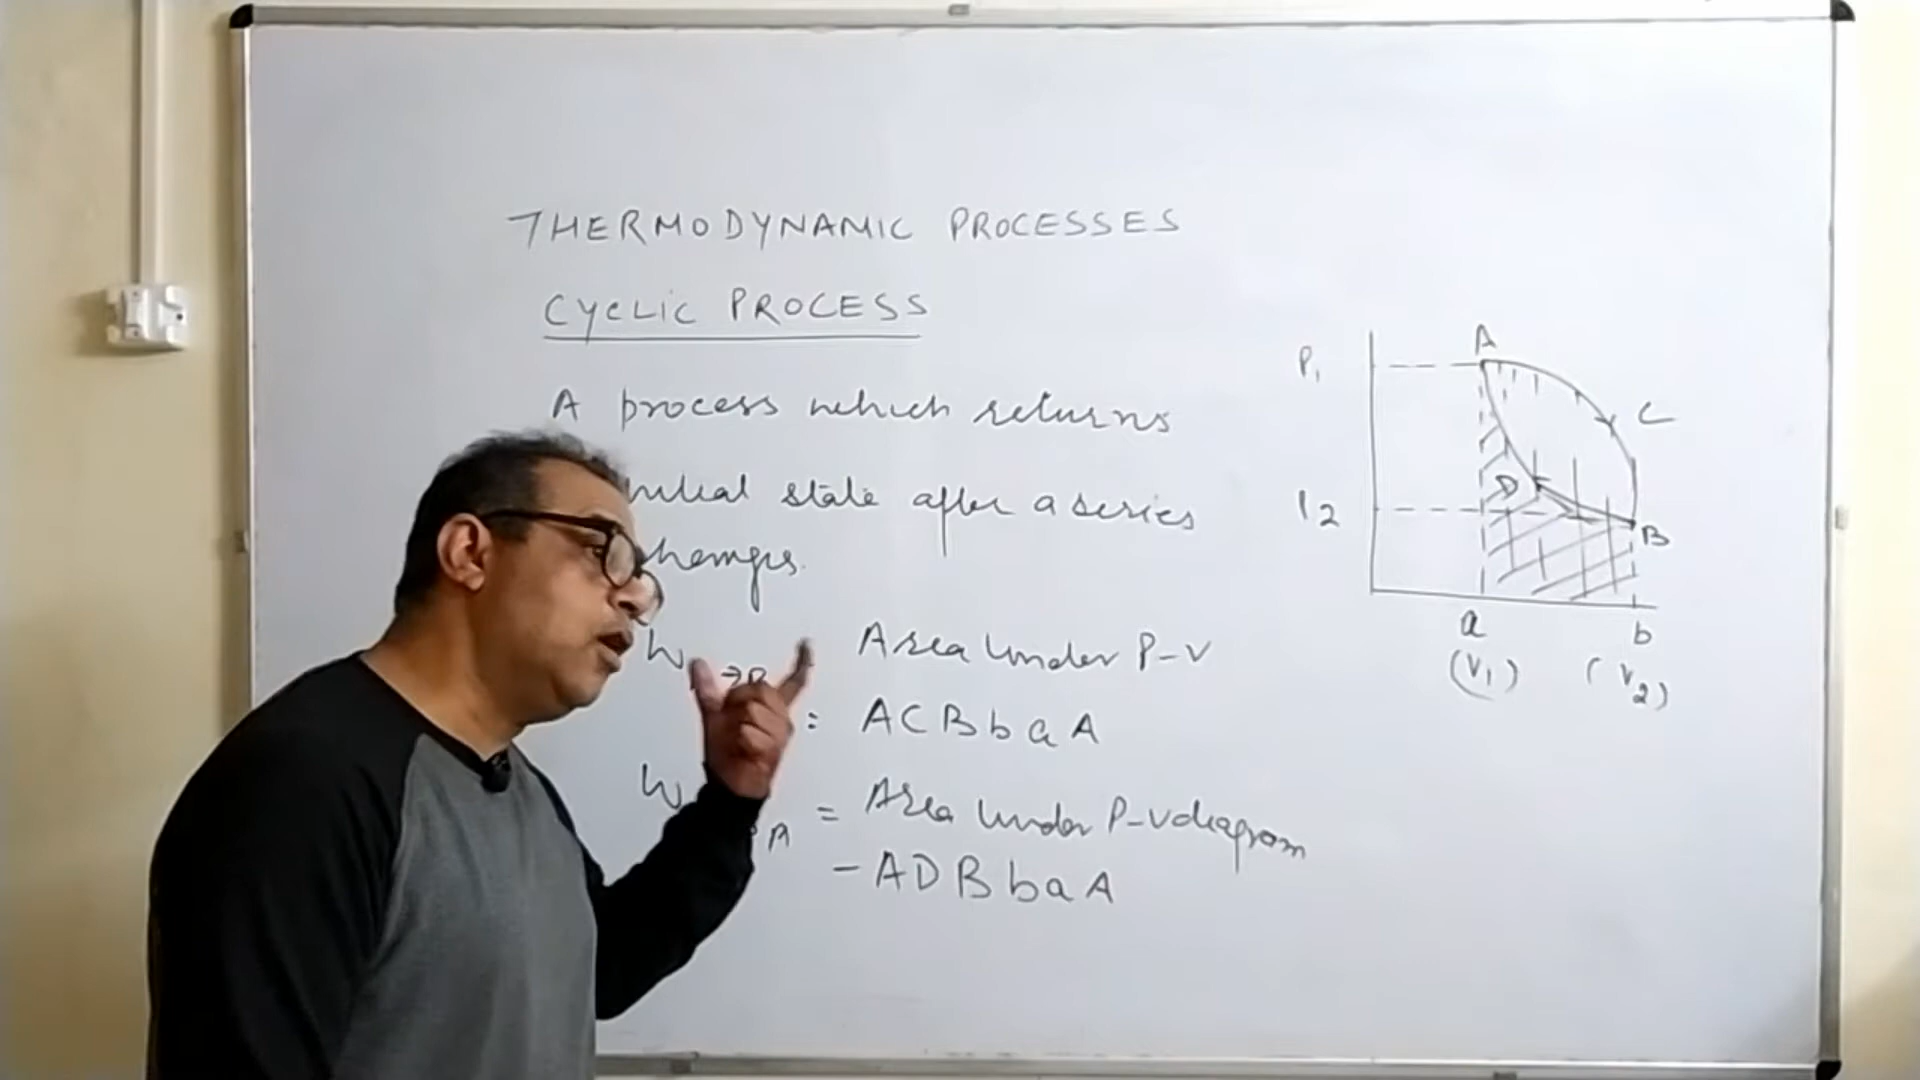 THERMODYNAMIC PROCESSES
CYCLIC PROCESS
A process which returns
state after a series
W Area Under P-V
= ACBbaA
W A = Area Under P-V diagram
- ADBbaA
A
P1
C
D
2
B
a b
(V1) (V2)